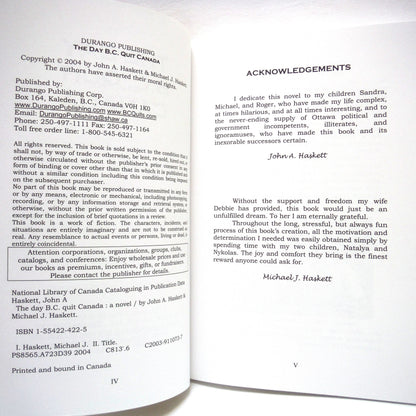 DURANGO PUBLISHING
THE DAY B.C. QUIT CANADA
Copyright © 2004 by John A. Haskett & Michael J. Haskett
The authors have asserted their moral rights.
Published by:
Durango Publishing Corp.
Box 164, Kaleden, B.C., Canada V0H 1K0
www.DurangoPublishing.com www.BCQuits.com
DurangoPublishing@shaw.ca
Phone: 250-497-1111 Fax: 250-497-1164
Toll free order line: 1-800-545-6321
All rights reserved. This book is sold subject to the condition that it
shall not, by way of trade or otherwise, be lent, re-sold, hired out, or
otherwise circulated without the publisher's prior consent in any
form of binding or cover other than that in which it is published and
without a similar condition including this condition being imposed
on the subsequent purchaser.
No part of this book may be reproduced or transmitted in any form
or by any means, electronic or mechanical, including photocopying,
recording, or by any information storage and retrieval system,
without the prior written permission of the publisher,
except for the inclusion of brief quotations in a review.
This book is a work of fiction. The characters, incidents, and
situations are entirely imaginary and are not to be construed as
real. Any resemblance to actual events or persons, living or dead, is
entirely coincidental.
Attention corporations, organizations, groups, clubs,
catalogs, and conferences: Enjoy wholesale prices and use
our books as premiums, incentives, gifts, or fundraisers.
Please contact the publisher for details.
National Library of Canada Cataloguing in Publication Data
Haskett, John A
The day B.C. quit Canada : a novel / by John A. Haskett &
Michael J. Haskett.
ISBN 1-55422-422-5
I. Haskett, Michael J. II. Title.
PS8565.A723D39 2004 C813'.6 C2003-911072-7
Printed and bound in Canada
IV
ACKNOWLEDGEMENTS
I dedicate this novel to my children Sandra,
Michael, and Roger, who have made my life complex,
at times enduring, and at all times interesting, and to
the never-ending supply of Ottawa political and
government incompetents, illiterates, and
ignoramuses, who have made this book and its
inexorable successors certain.
John A. Haskett
Without the support and freedom my wife
Debbie has provided, this book would just be an
unfulfilled dream. To her I am eternally grateful.
Throughout the long, stressful, but always fun
process of this book's creation, all the motivation and
determination I needed was easily obtained simply by
spending time with my two children, Natalya and
Nykolas. The joy and comfort they bring is the finest
reward anyone could ask for.
Michael J. Haskett
V